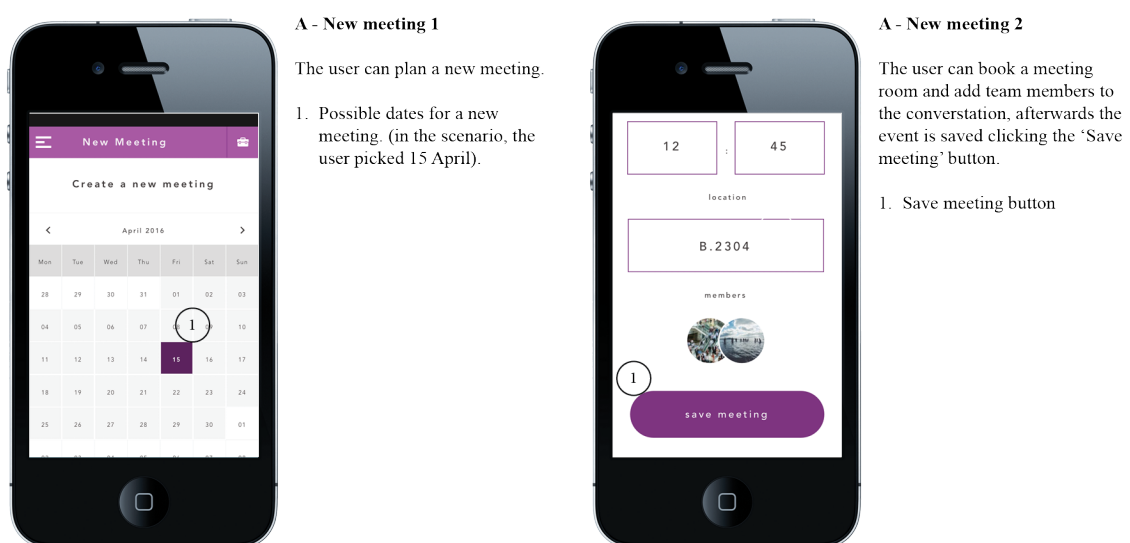 A - New meeting 1
The user can plan a new meeting.
1. Possible dates for a new
meeting. (in the scenario, the
user picked 15 April).
New Meeting
Create a new meeting
< April 2016 >
Mon Tue Wed Thu Fri Sat Sun
28 29 30 31 01 02 03
04 05 06 07 09 10
1
11 12 13 14 15 16 17
18 19 20 21 22 23 24
25 26 27 28 29 30 01
A - New meeting 2
The user can book a meeting
room and add team members to
the converstation, afterwards the
event is saved clicking the ‘Save
meeting’ button.
1. Save meeting button
12 : 45
location
B.2304
members
1
save meeting